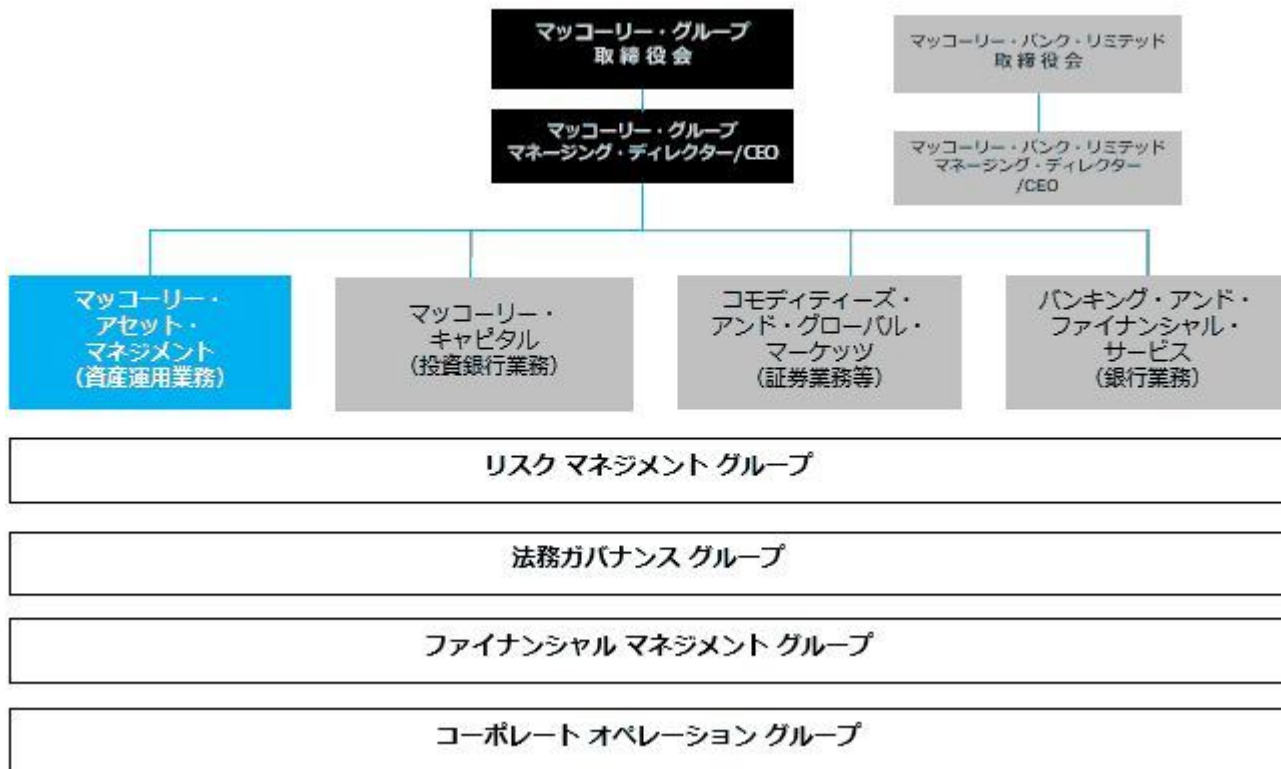 マッコーリー・グループ
取締役会
マッコーリー・バンク・リミテッド
取締役会
マッコーリー・グループ
マネージング・ディレクター/CEO
マッコーリー・バンク・リミテッド
マネージング・ディレクター
/CEO
マッコーリー・
アセット・
マネジメント
(資産運用業務)
マッコーリー・
キャピタル
(投資銀行業務)
コモディティーズ・
アンド・グローバル・
マーケッツ
(証券業務等)
バンキング・アンド・
ファイナンシャル・
サービス
(銀行業務)
リスク マネジメント グループ
法務ガバナンス グループ
ファイナンシャル マネジメント グループ
コーポレート オペレーション グループ